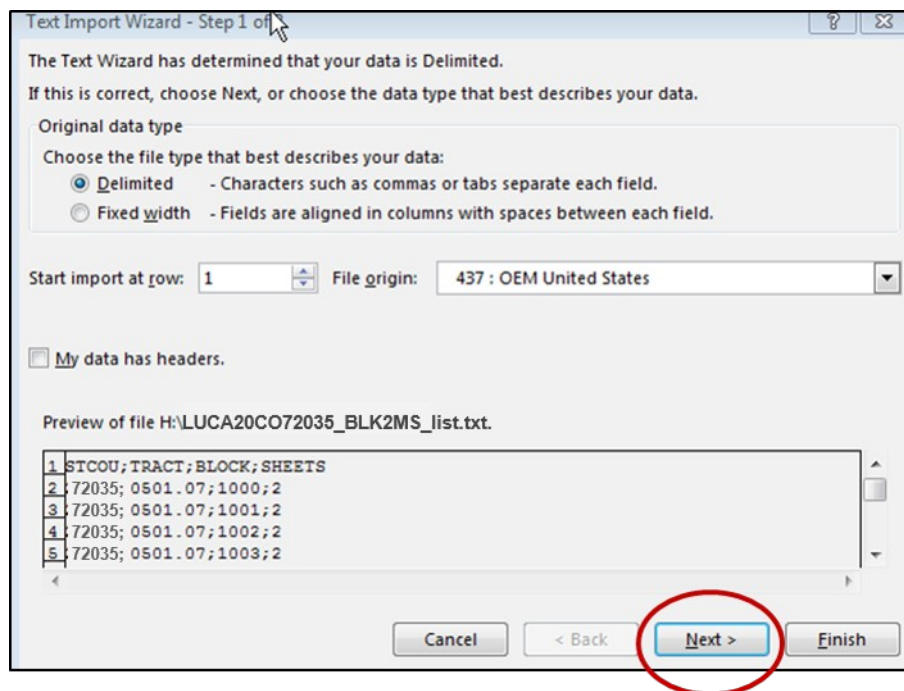 Text Import Wizard - Step 1 of
The Text Wizard has determined that your data is Delimited.
If this is correct, choose Next, or choose the data type that best describes your data.
Original data type
Choose the file type that best describes your data:
Delimited - Characters such as commas or tabs separate each field.
Fixed width - Fields are aligned in columns with spaces between each field.
Start import at row: 1 File origin: 437 : OEM United States
My data has headers.
Preview of file H:\LUCA20CO72035_BLK2MS_list.txt.
1 STCOU;TRACT;BLOCK;SHEETS
2 72035; 0501.07;1000;2
3 72035; 0501.07;1001;2
4 72035; 0501.07;1002;2
5 72035; 0501.07;1003;2
Cancel < Back Next > Finish